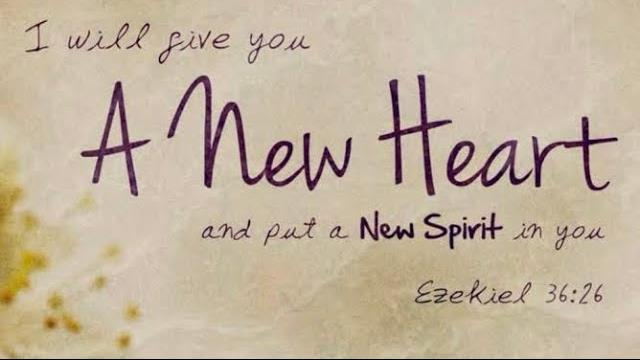 I will give you
A New Heart
and put a New Spirit in you
Ezekiel 36:26